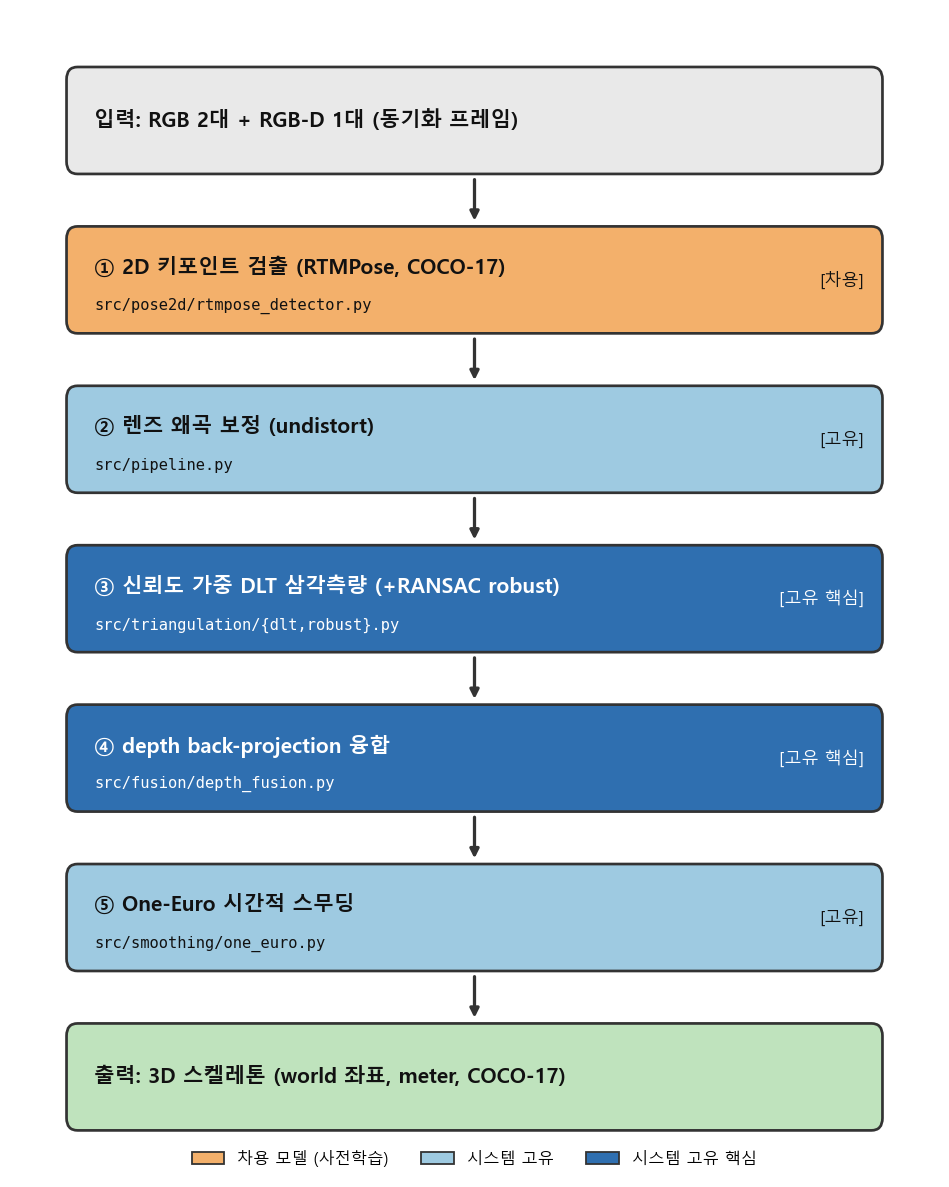 입력: RGB 2대 + RGB-D 1대 (동기화 프레임)
① 2D 키포인트 검출 (RTMPose, COCO-17)
[차용]
src/pose2d/rtmpose_detector.py
② 렌즈 왜곡 보정 (undistort)
[고유]
src/pipeline.py
③ 신뢰도 가중 DLT 삼각측량 (+RANSAC robust)
[고유 핵심]
src/triangulation/{dlt,robust}.py
④ depth back-projection 융합
[고유 핵심]
src/fusion/depth_fusion.py
⑤ One-Euro 시간적 스무딩
[고유]
src/smoothing/one_euro.py
출력: 3D 스켈레톤 (world 좌표, meter, COCO-17)
차용 모델 (사전학습) 시스템 고유 시스템 고유 핵심